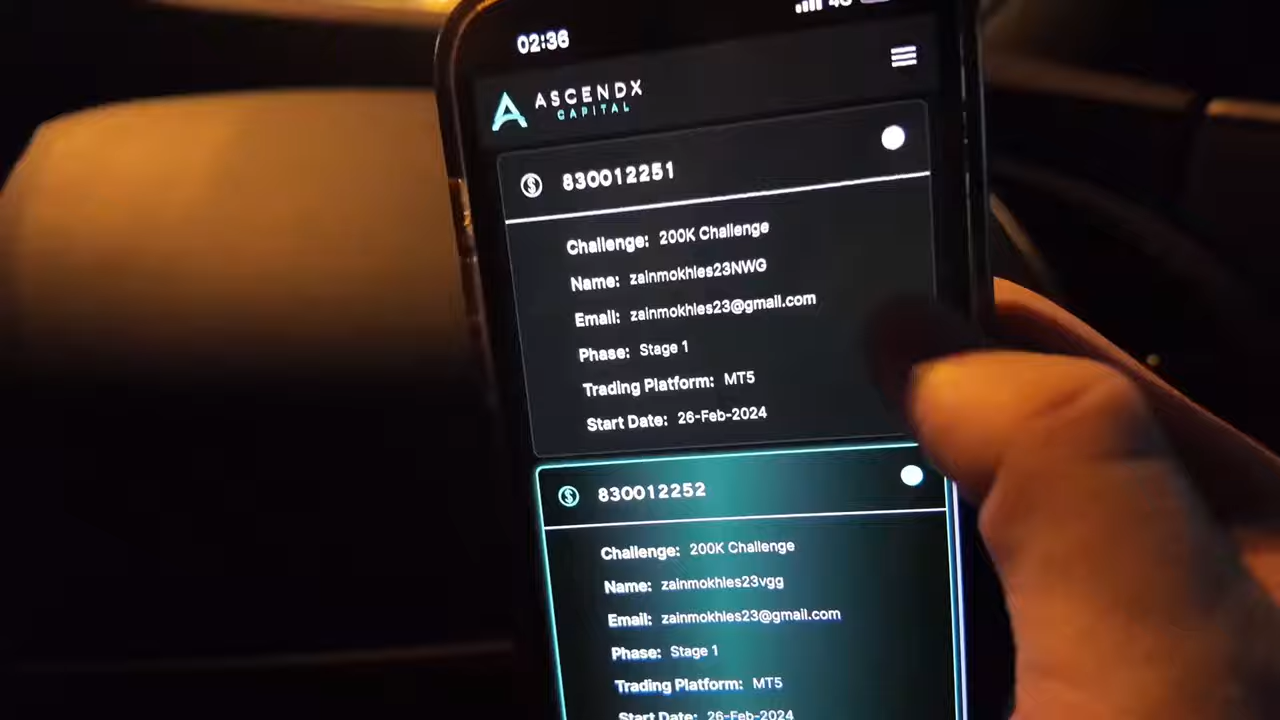 02:36
4G
ASCENDX
CAPITAL
830012251
Challenge: 200K Challenge
Name: zainmokhles23NWG
Email: zainmokhles23@gmail.com
Phase: Stage 1
Trading Platform: MT5
Start Date: 26-Feb-2024
830012252
Challenge: 200K Challenge
Name: zainmokhles23vgg
Email: zainmokhles23@gmail.com
Phase: Stage 1
Trading Platform: MT5
Start Date: 26-Feb-2024